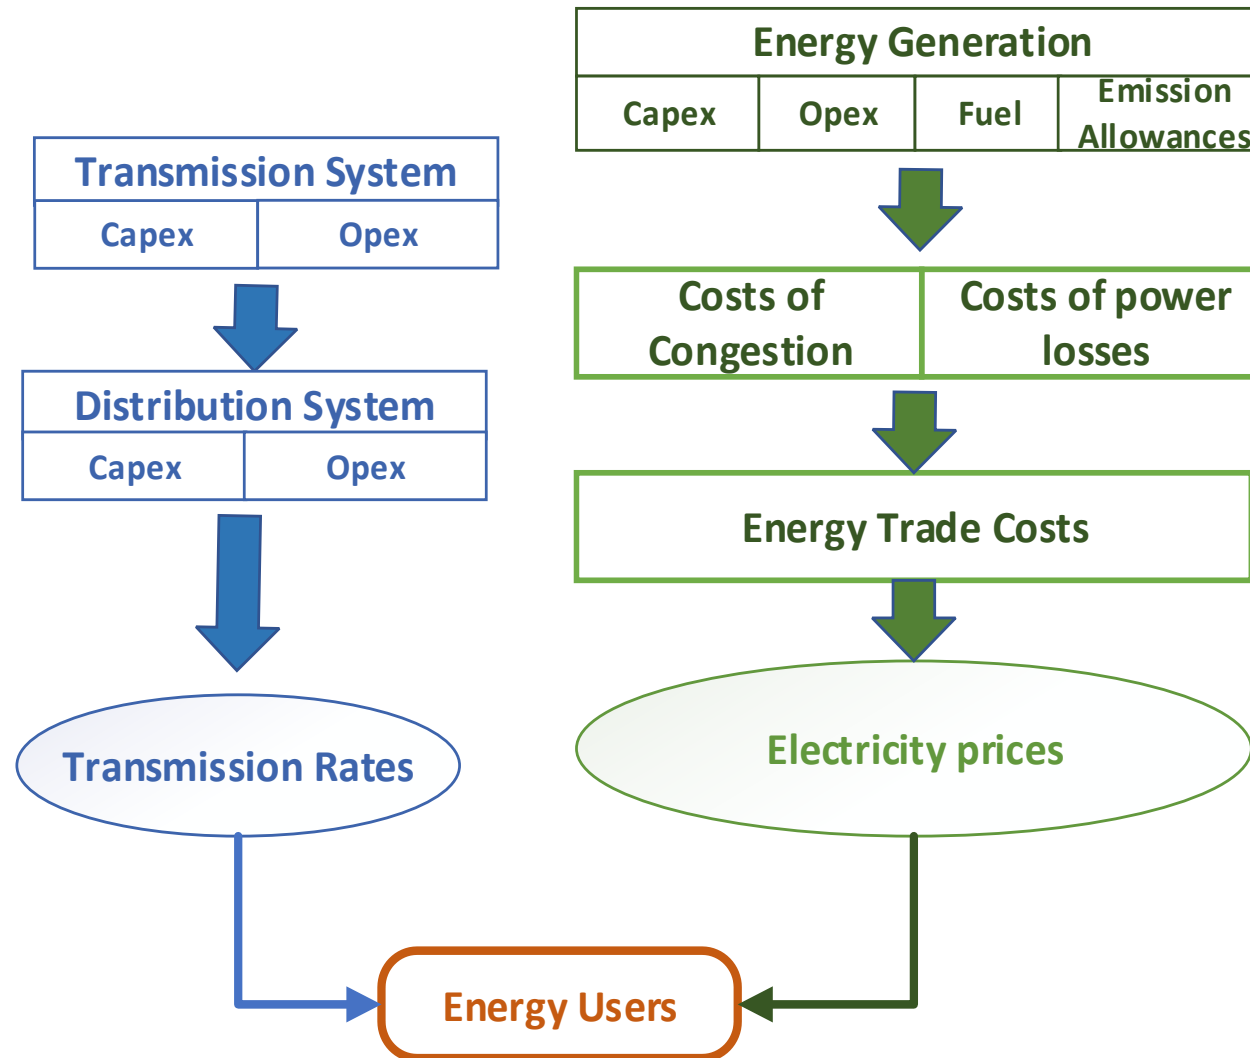 Energy Generation
Capex
Opex
Fuel
Emission
Allowances
Transmission System
Capex
Opex
Costs of
Congestion
Costs of power
losses
Distribution System
Capex
Opex
Energy Trade Costs
Transmission Rates
Electricity prices
Energy Users